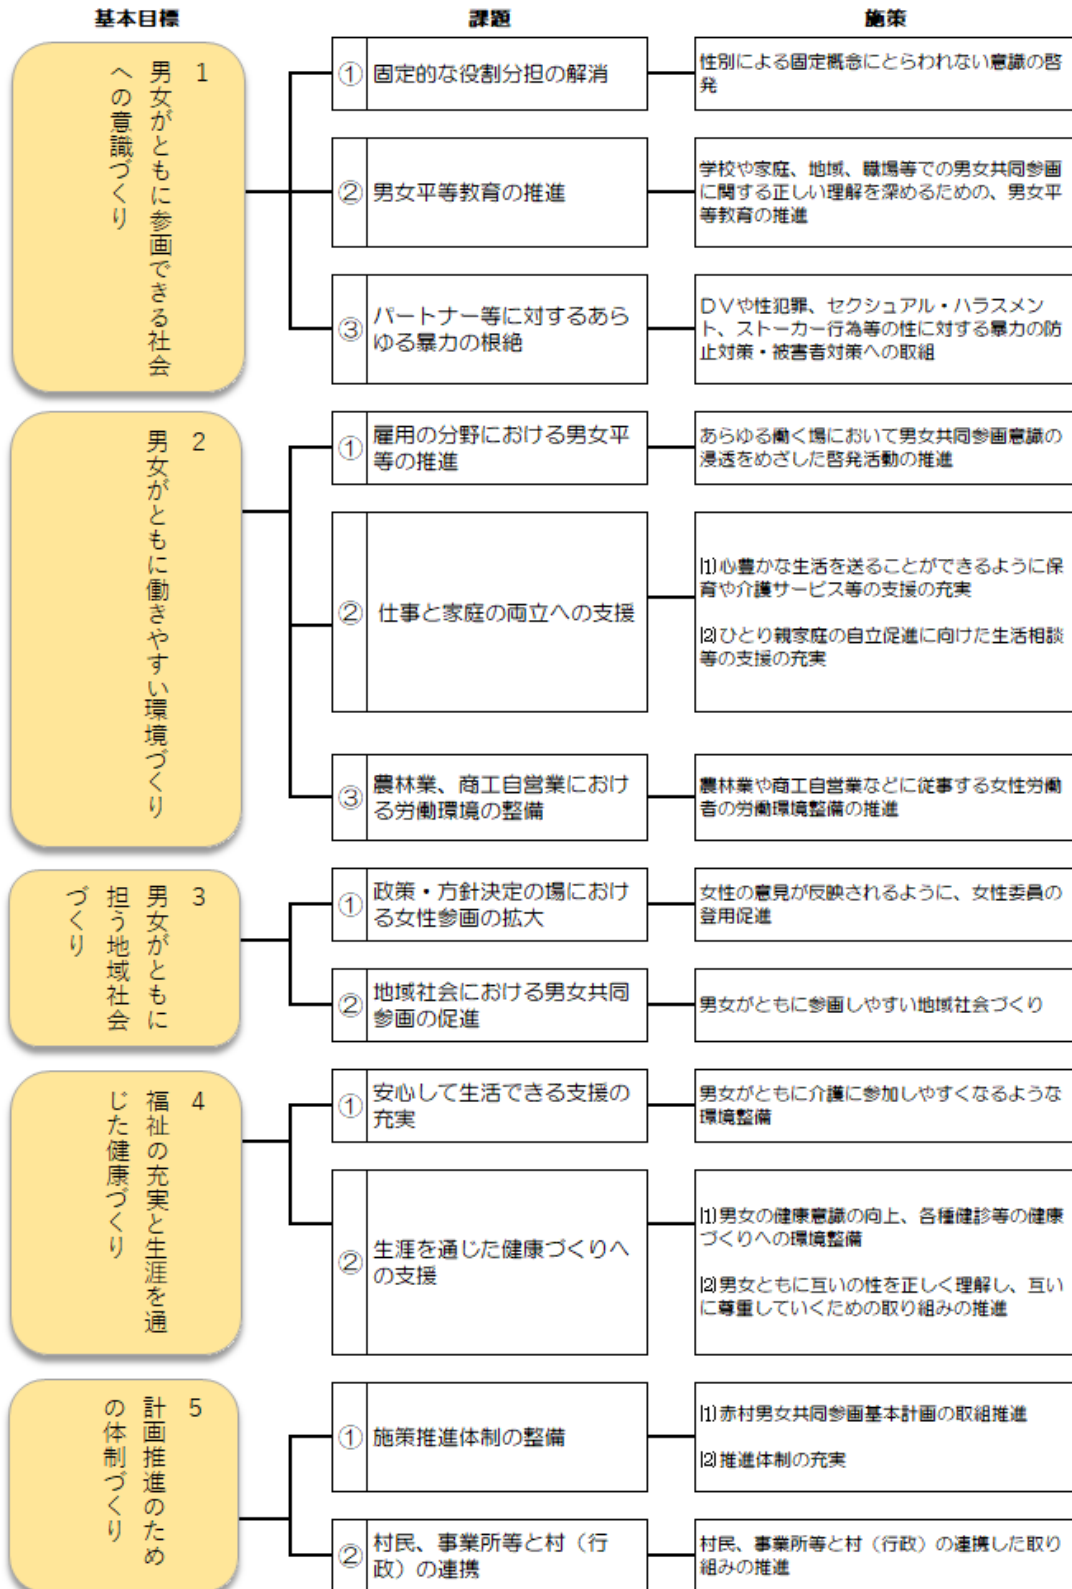 基本目標
課題
施策
1
男女がともに参画できる社会
への意識づくり
①
固定的な役割分担の解消
性別による固定概念にとらわれない意識の啓
発
②
男女平等教育の推進
学校や家庭、地域、職場等での男女共同参画
に関する正しい理解を深めるための、男女平
等教育の推進
③
パートナー等に対するあら
ゆる暴力の根絶
ＤＶや性犯罪、セクシュアル・ハラスメン
ト、ストーカー行為等の性に対する暴力の防
止対策・被害者対策への取組
2
男女がともに働きやすい環境づくり
①
雇用の分野における男女平
等の推進
あらゆる働く場において男女共同参画意識の
浸透をめざした啓発活動の推進
②
仕事と家庭の両立への支援
(1)心豊かな生活を送ることができるように保
育や介護サービス等の支援の充実
(2)ひとり親家庭の自立促進に向けた生活相談
等の支援の充実
③
農林業、商工自営業におけ
る労働環境の整備
農林業や商工自営業などに従事する女性労働
者の労働環境整備の推進
3
男女がともに
担う地域社会
づくり
①
政策・方針決定の場におけ
る女性参画の拡大
女性の意見が反映されるように、女性委員の
登用促進
②
地域社会における男女共同
参画の促進
男女がともに参画しやすい地域社会づくり
4
福祉の充実と生涯を通
じた健康づくり
①
安心して生活できる支援の
充実
男女がともに介護に参加しやすくなるような
環境整備
②
生涯を通じた健康づくりへ
の支援
(1)男女の健康意識の向上、各種健診等の健康
づくりへの環境整備
(2)男女ともに互いの性を正しく理解し、互い
に尊重していくための取り組みの推進
5
計画推進のため
の体制づくり
①
施策推進体制の整備
(1)赤村男女共同参画基本計画の取組推進
(2)推進体制の充実
②
村民、事業所等と村（行
政）の連携
村民、事業所等と村（行政）の連携した取り
組みの推進